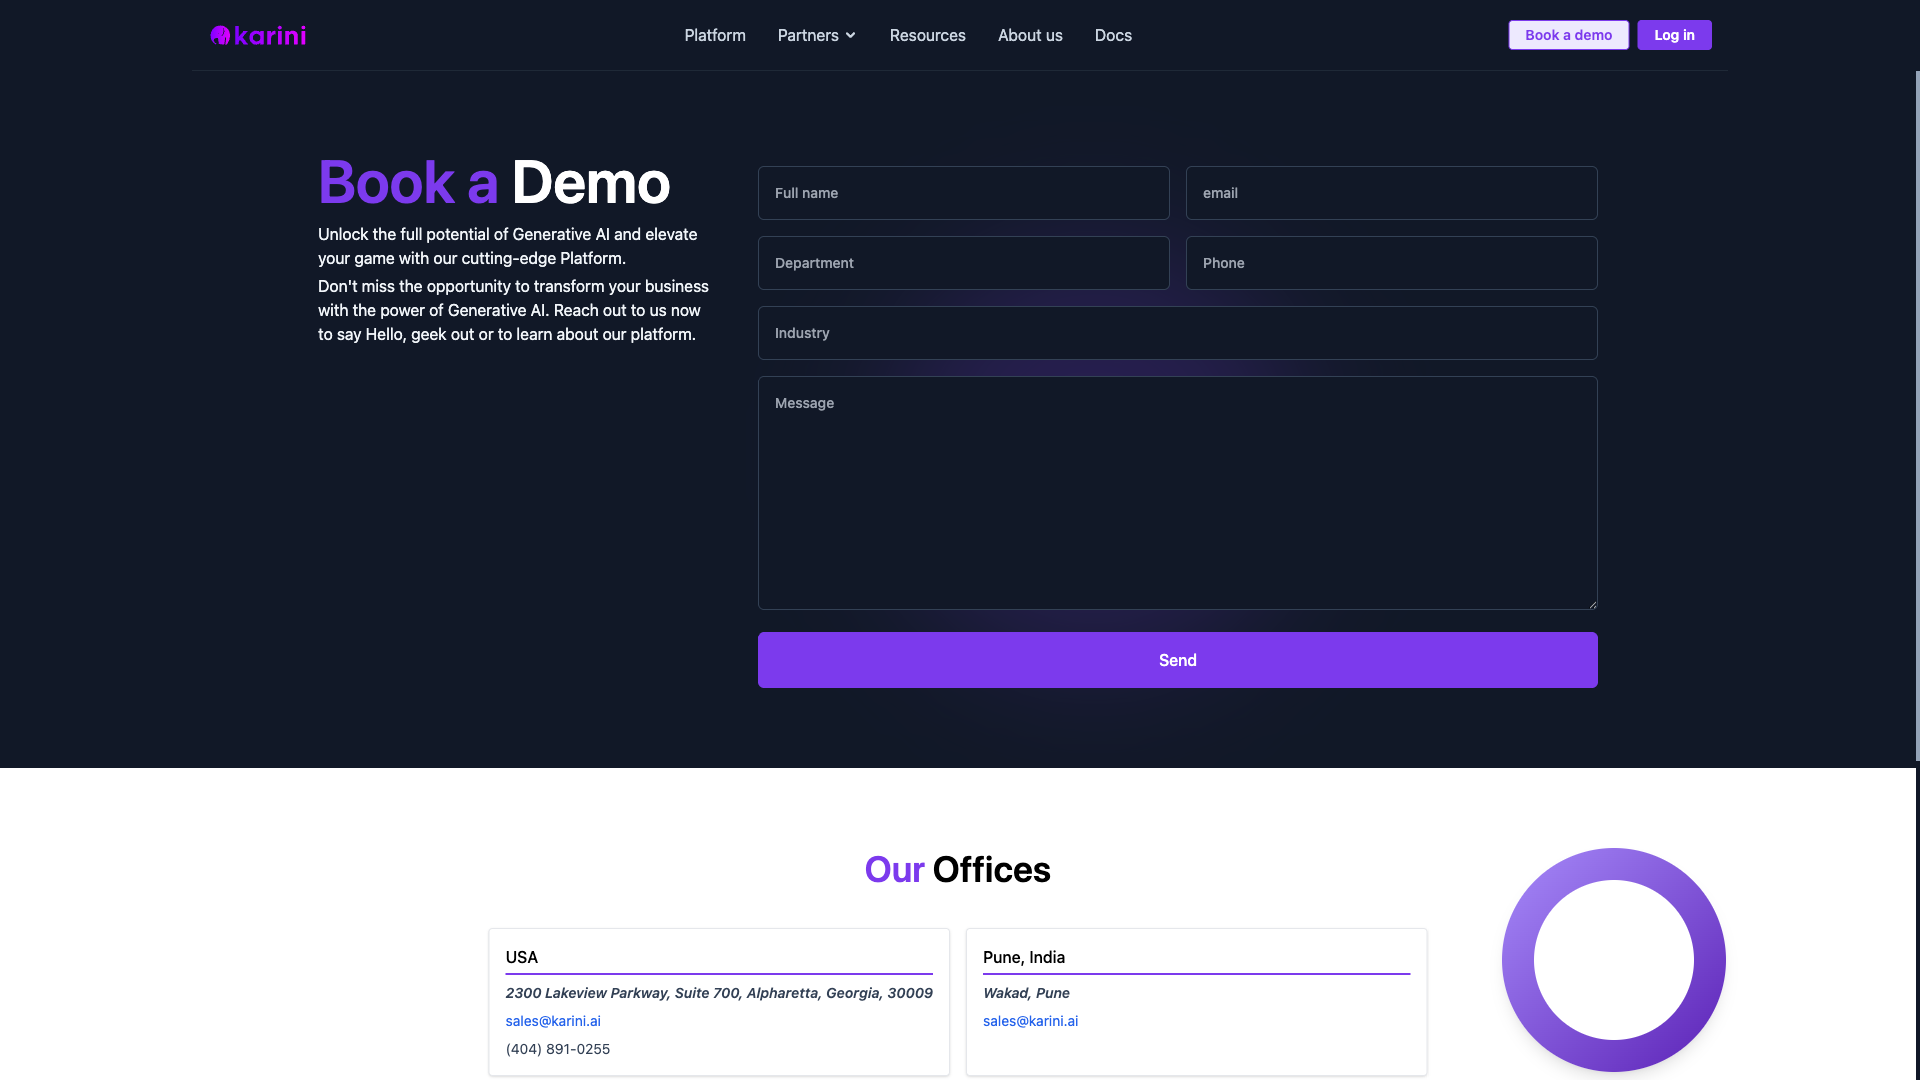 karini
Platform
Partners
Resources
About us
Docs
Book a demo
Log in
Book a Demo
Unlock the full potential of Generative AI and elevate
your game with our cutting-edge Platform.
Don't miss the opportunity to transform your business
with the power of Generative AI. Reach out to us now
to say Hello, geek out or to learn about our platform.
Full name
email
Department
Phone
Industry
Message
Send
Our Offices
USA
2300 Lakeview Parkway, Suite 700, Alpharetta, Georgia, 30009
sales@karini.ai
(404) 891-0255
Pune, India
Wakad, Pune
sales@karini.ai